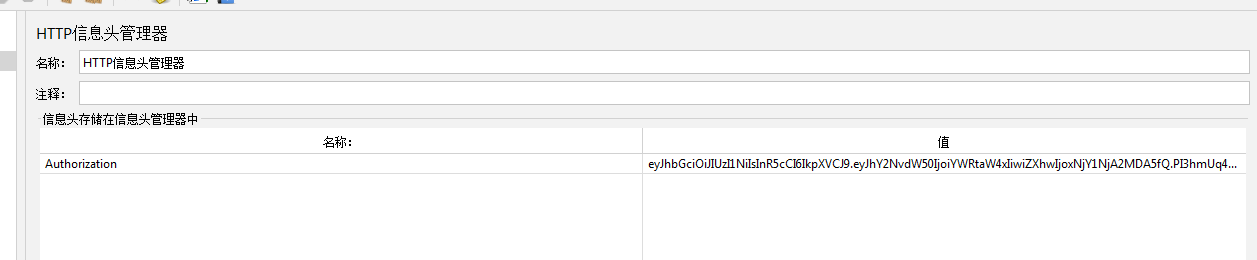 HTTP信息头管理器
名称： HTTP信息头管理器
注释：
信息头存储在信息头管理器中
名称： 值
Authorization eyJhbGciOiJIUzI1NiIsInR5cCI6IkpXVCJ9.eyJhY2NvdW50IjoiYWRtaW4xIiwiZXhwIjoxNjY1NjA2MDA5fQ.PI3hmUq4...